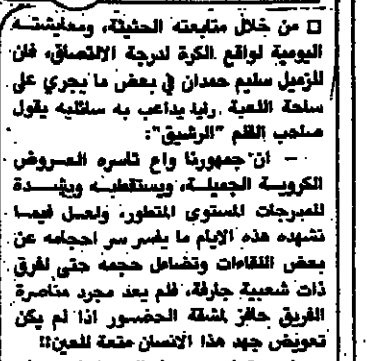 □ من خلال متابعته الحثيثة، ومعايشته
اليومية لواقع الكرة لدرجة الالتصاق، فان
للزميل سليم حمدان في بعض ما يجري على
ساحة اللعبة يداعب به سائليه يقول
صاحب القلم "الرشيق":
- ان جمهورنا واع تاسره العروض
الكروية الجميلة، ويستقطبه ويشده
للمدرجات المستوى المتطور، ولعل فيما
نشهده هذه الايام ما يفسر سر احجامه عن
بعض اللقاءات وتضاءل حجمه حتى لفرق
ذات شعبية جارفة، فلم يعد مجرد مناصرة
الفريق حافز لمشقة الحضور اذا لم يكن
تعويض جهد هذا الانسان متعة للعين!!